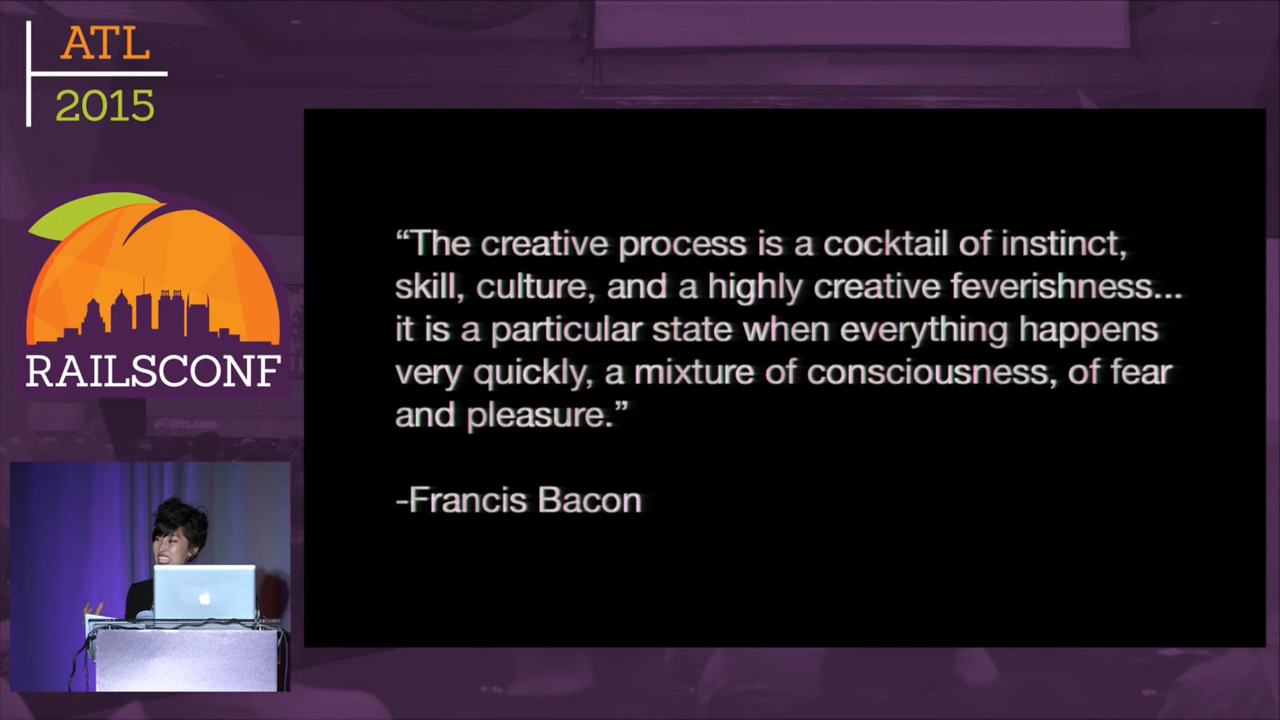 ATL
2015
RAILSCONF
“The creative process is a cocktail of instinct,
skill, culture, and a highly creative feverishness...
it is a particular state when everything happens
very quickly, a mixture of consciousness, of fear
and pleasure.”
-Francis Bacon